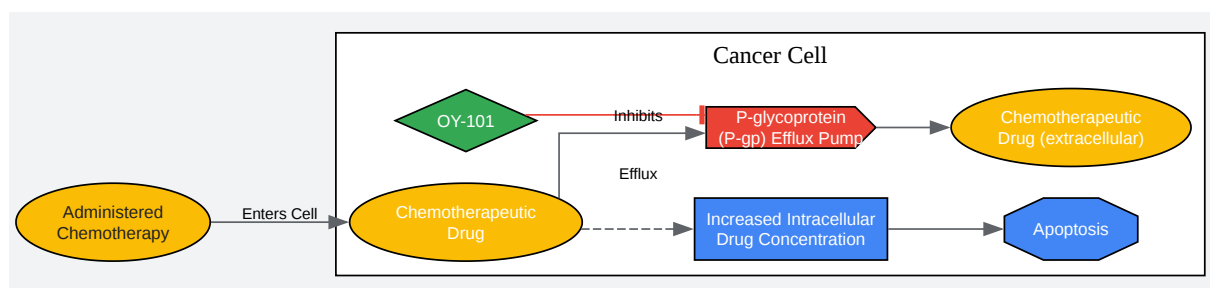 Cancer Cell
OY-101
Inhibits
P-glycoprotein
(P-gp) Efflux Pump
Chemotherapeutic
Drug (extracellular)
Efflux
Administered
Chemotherapy
Enters Cell
Chemotherapeutic
Drug
Increased Intracellular
Drug Concentration
Apoptosis